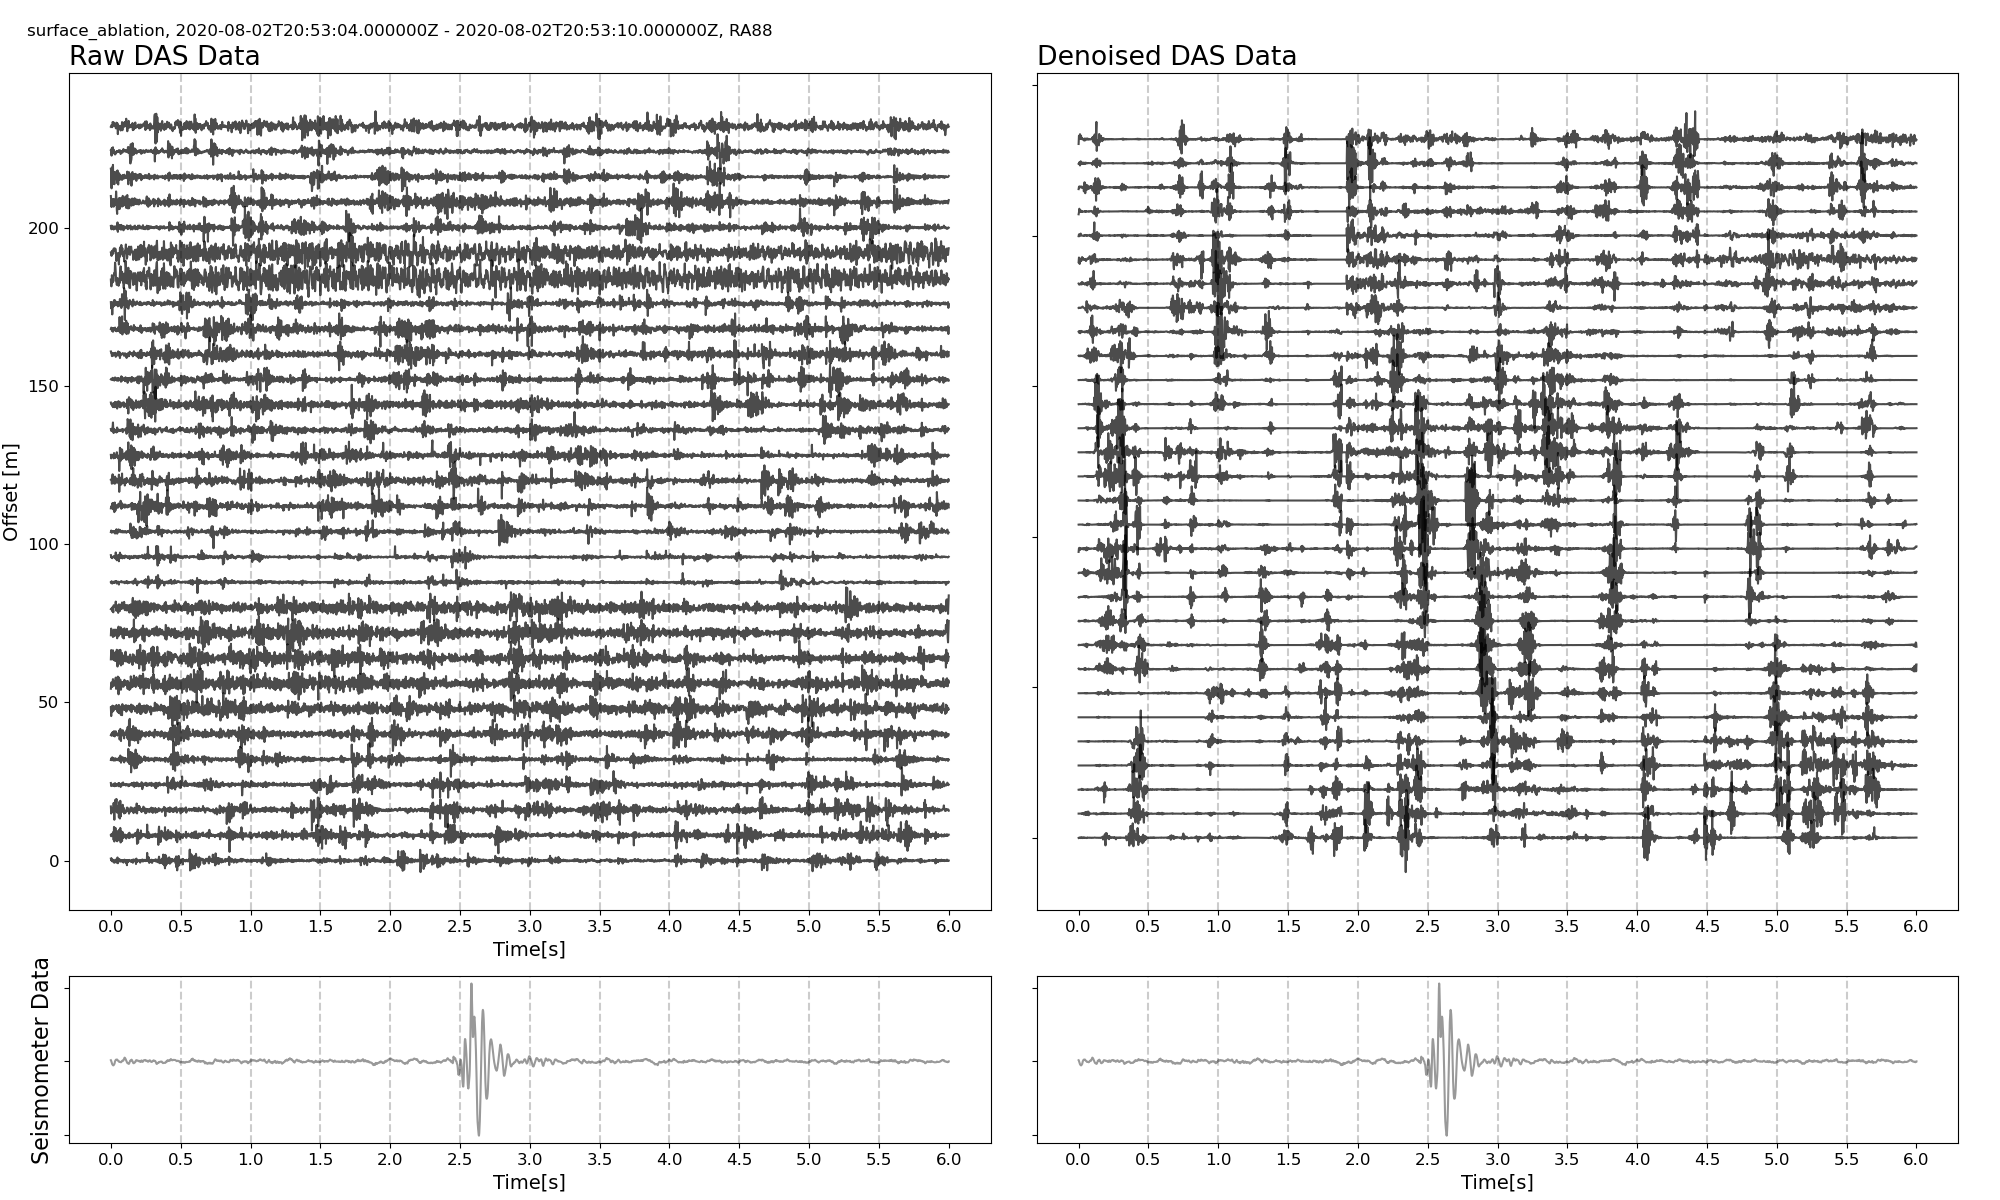 surface_ablation, 2020-08-02T20:53:04.000000Z - 2020-08-02T20:53:10.000000Z, RA88
Raw DAS Data
Denoised DAS Data
Offset [m]
200
150
100
50
0
0.0 0.5 1.0 1.5 2.0 2.5 3.0 3.5 4.0 4.5 5.0 5.5 6.0
Time[s]
0.0 0.5 1.0 1.5 2.0 2.5 3.0 3.5 4.0 4.5 5.0 5.5 6.0
Seismometer Data
0.0 0.5 1.0 1.5 2.0 2.5 3.0 3.5 4.0 4.5 5.0 5.5 6.0
Time[s]
0.0 0.5 1.0 1.5 2.0 2.5 3.0 3.5 4.0 4.5 5.0 5.5 6.0
Time[s]